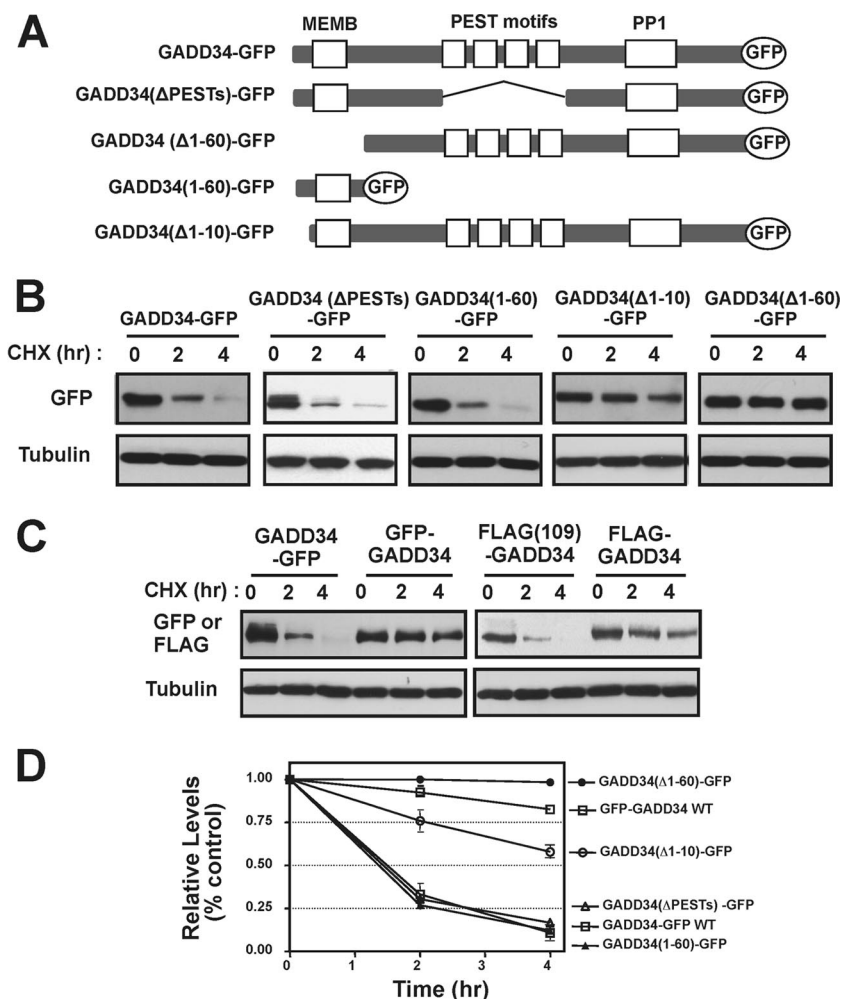 A
MEMB PEST motifs PP1
GADD34-GFP GFP
GADD34(ΔPESTs)-GFP GFP
GADD34 (Δ1-60)-GFP GFP
GADD34(1-60)-GFP GFP
GADD34(Δ1-10)-GFP GFP
B
GADD34-GFP GADD34 (ΔPESTs) -GFP GADD34(1-60) -GFP GADD34(Δ1-10) -GFP GADD34(Δ1-60) -GFP
CHX (hr) : 0 2 4 0 2 4 0 2 4 0 2 4 0 2 4
GFP
Tubulin
C
GADD34 -GFP GFP- GADD34 FLAG(109) -GADD34 FLAG- GADD34
CHX (hr) : 0 2 4 0 2 4 0 2 4 0 2 4
GFP or
FLAG
Tubulin
D
Relative Levels
(% control)
1.00
0.75
0.50
0.25
0.00
0 1 2 3 4
Time (hr)
GADD34(Δ1-60)-GFP
GFP-GADD34 WT
GADD34(Δ1-10)-GFP
GADD34(ΔPESTs) -GFP
GADD34-GFP WT
GADD34(1-60)-GFP